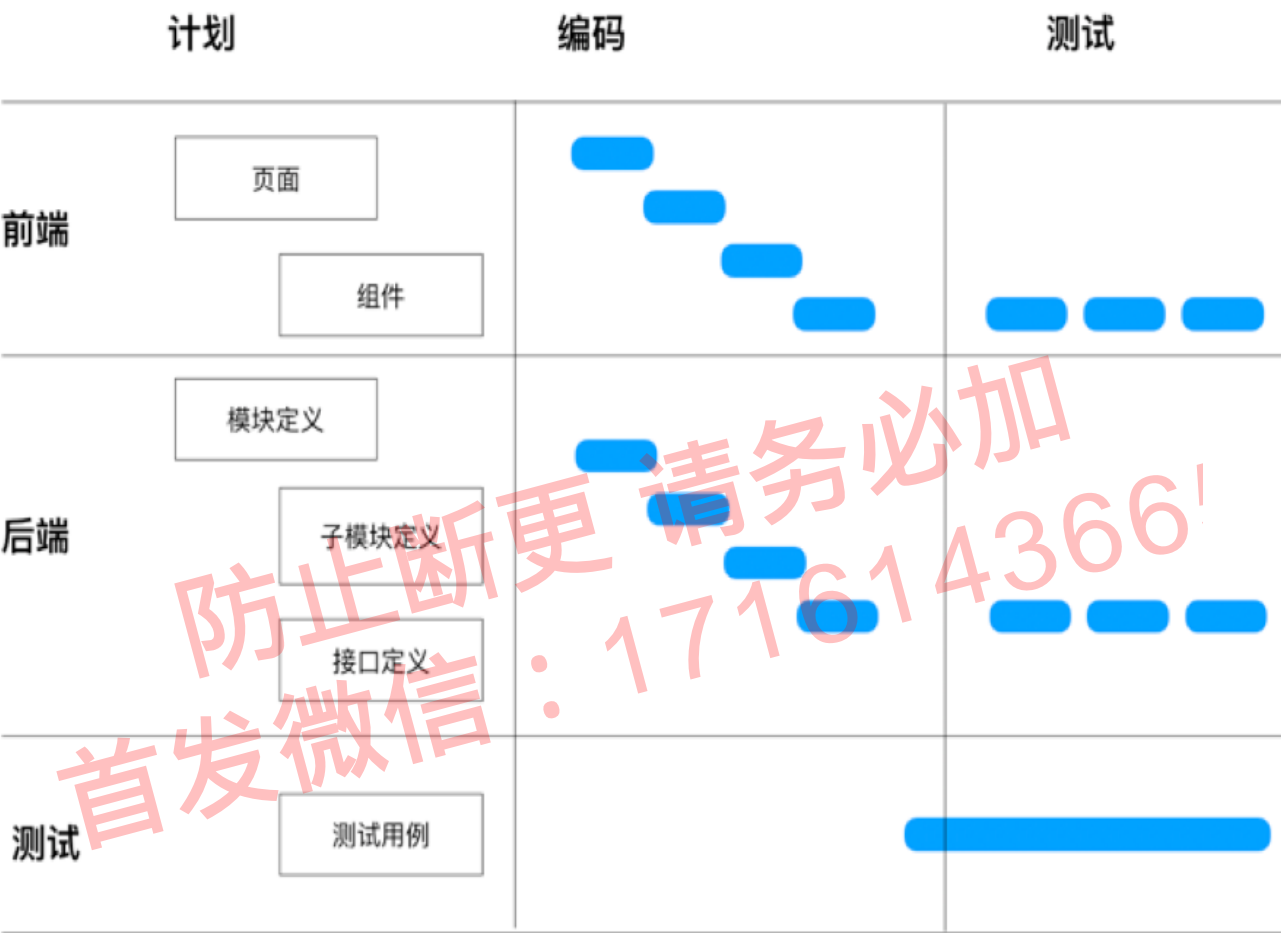 计划 编码 测试
页面
前端
组件
模块定义
后端
子模块定义
接口定义
测试
测试用例
防止断更 请务必加
首发微信：171614366